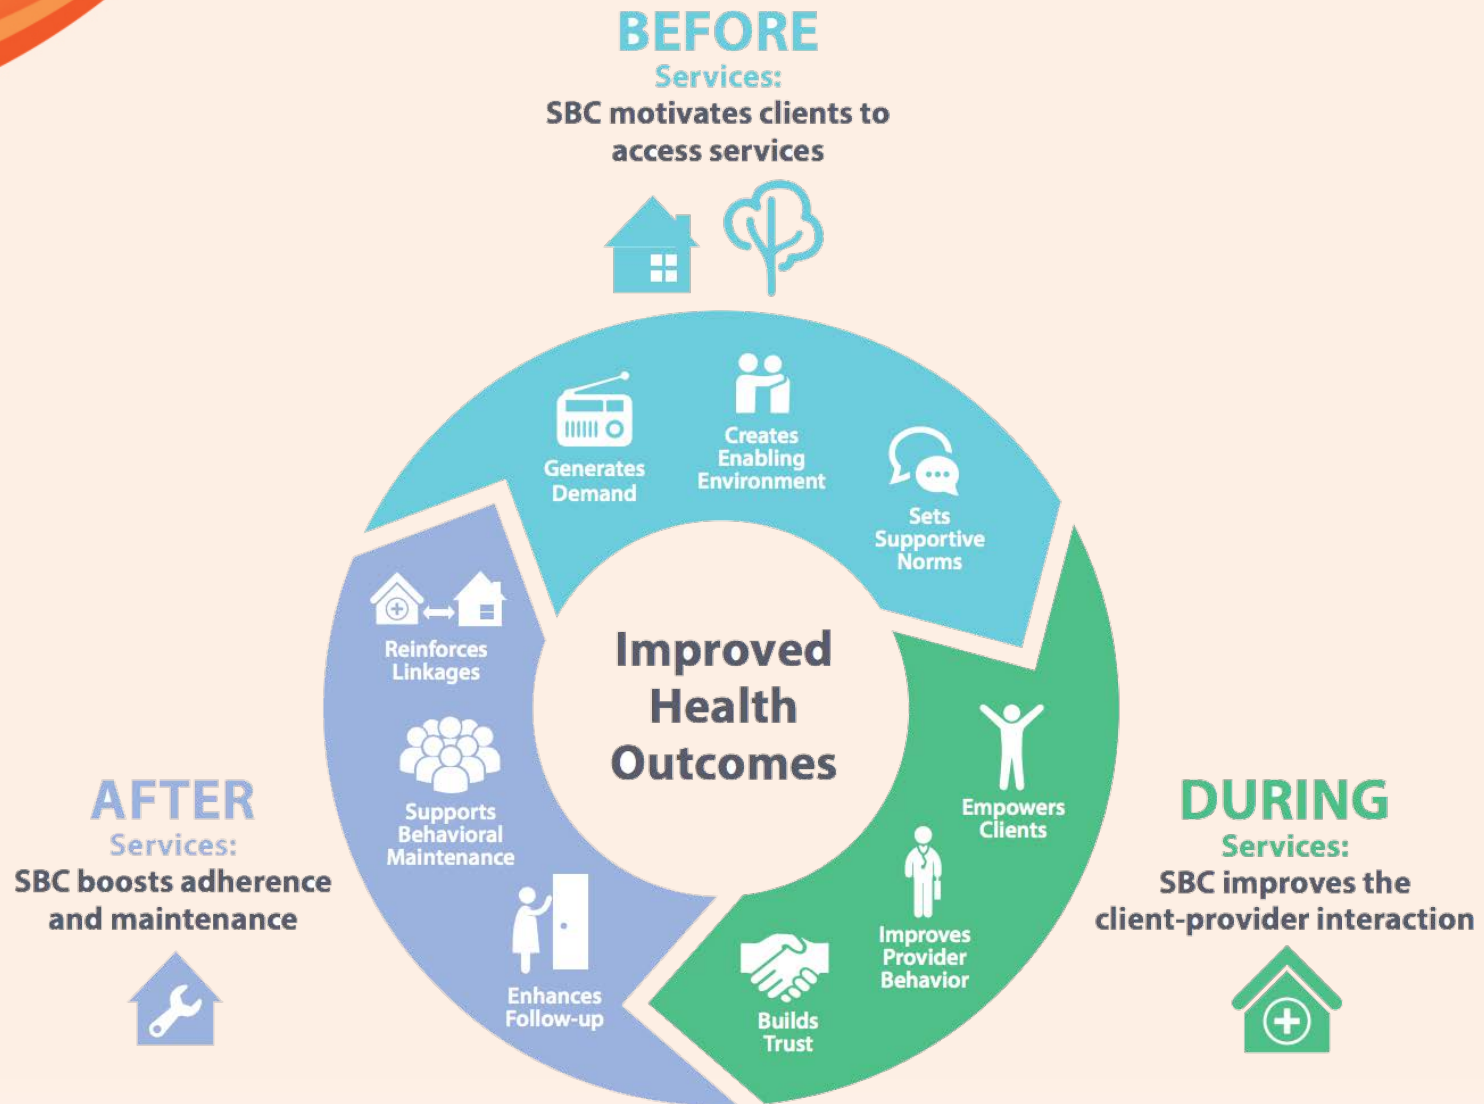 BEFORE
Services:
SBC motivates clients to
access services
Generates
Demand
Creates
Enabling
Environment
Sets
Supportive
Norms
Improved
Health
Outcomes
Empowers
Clients
Improves
Provider
Behavior
Builds
Trust
DURING
Services:
SBC improves the
client-provider interaction
Enhances
Follow-up
Supports
Behavioral
Maintenance
Reinforces
Linkages
AFTER
Services:
SBC boosts adherence
and maintenance